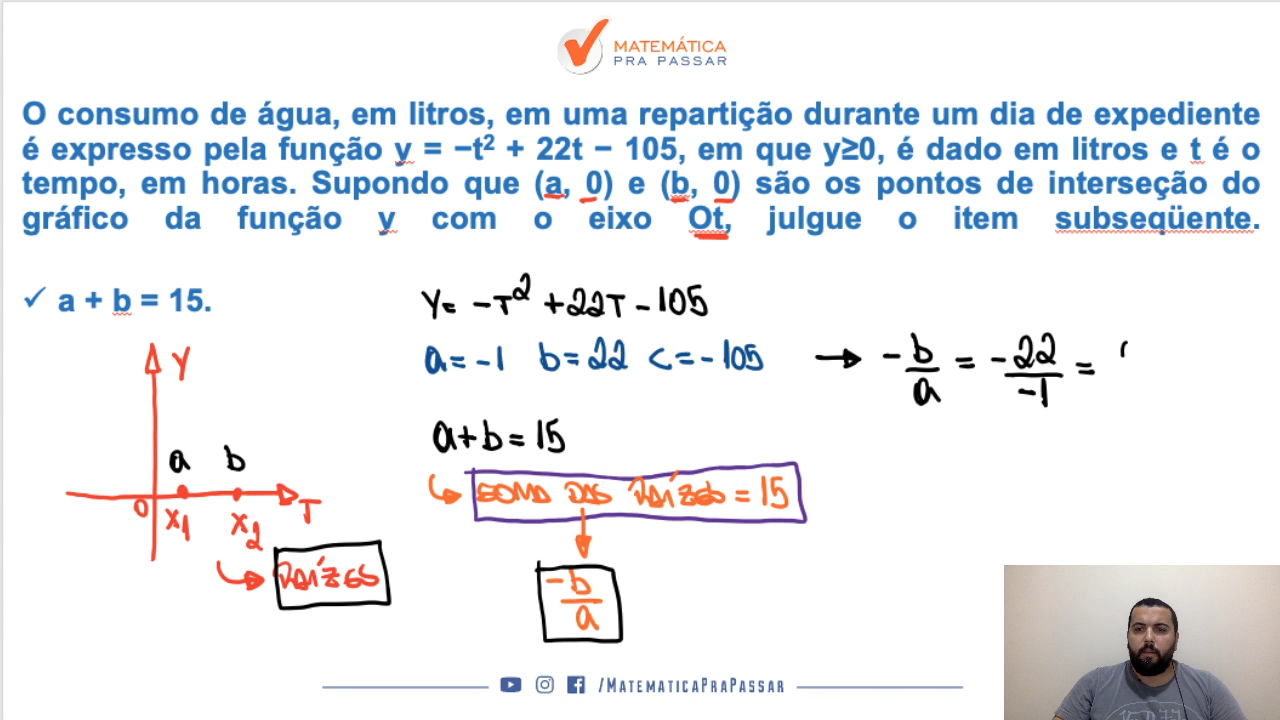 MATEMÁTICA
PRA PASSAR
O consumo de água, em litros, em uma repartição durante um dia de expediente
é expresso pela função y = −t² + 22t − 105, em que y≥0, é dado em litros e t é o
tempo, em horas. Supondo que (a, 0) e (b, 0) são os pontos de interseção do
gráfico da função y com o eixo Ot, julgue o item subseqüente.
✓ a + b = 15.
Y= -T² +22T - 105
a= -1 b= 22 c= -105 → -b/a = -22/-1 =
Y
a+b = 15
a b
SOMA DAS RAÍZES = 15
0 X1 X2 T
RAÍZES
-b/a
/MATEMATICAPRAPASSAR